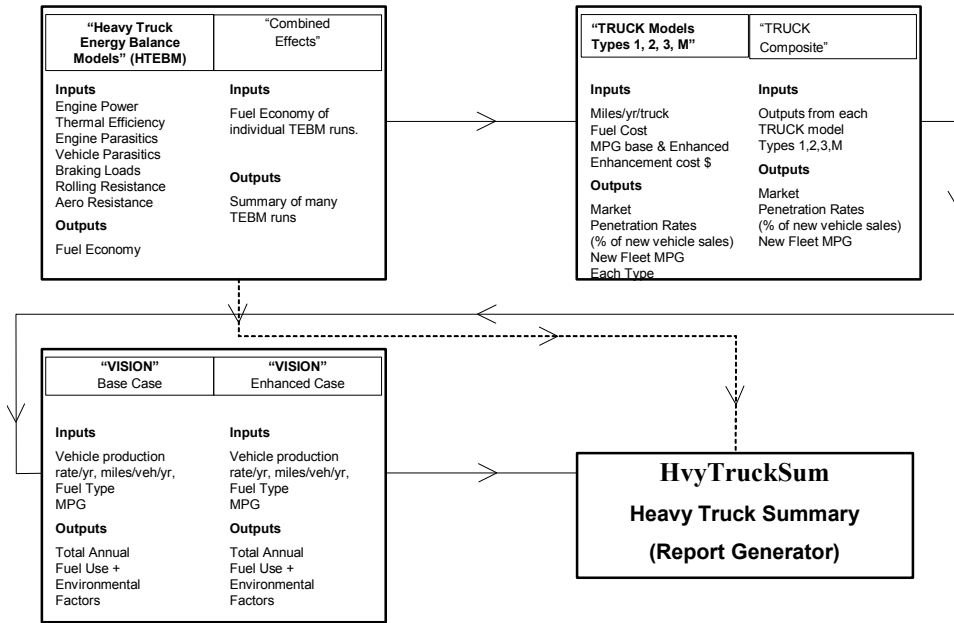 “Heavy Truck
Energy Balance
Models” (HTEBM)
“Combined
Effects”
Inputs
Engine Power
Thermal Efficiency
Engine Parasitics
Vehicle Parasitics
Braking Loads
Rolling Resistance
Aero Resistance
Outputs
Fuel Economy
Inputs
Fuel Economy of
individual TEBM runs.
Outputs
Summary of many
TEBM runs
“TRUCK Models
Types 1, 2, 3, M”
“TRUCK
Composite”
Inputs
Miles/yr/truck
Fuel Cost
MPG base & Enhanced
Enhancement cost $
Outputs
Market
Penetration Rates
(% of new vehicle sales)
New Fleet MPG
Each Type
Inputs
Outputs from each
TRUCK model
Types 1,2,3,M
Outputs
Market
Penetration Rates
(% of new vehicle sales)
New Fleet MPG
“VISION”
Base Case
“VISION”
Enhanced Case
Inputs
Vehicle production
rate/yr, miles/veh/yr,
Fuel Type
MPG
Outputs
Total Annual
Fuel Use +
Environmental
Factors
Inputs
Vehicle production
rate/yr, miles/veh/yr,
Fuel Type
MPG
Outputs
Total Annual
Fuel Use +
Environmental
Factors
HvyTruckSum
Heavy Truck Summary
(Report Generator)